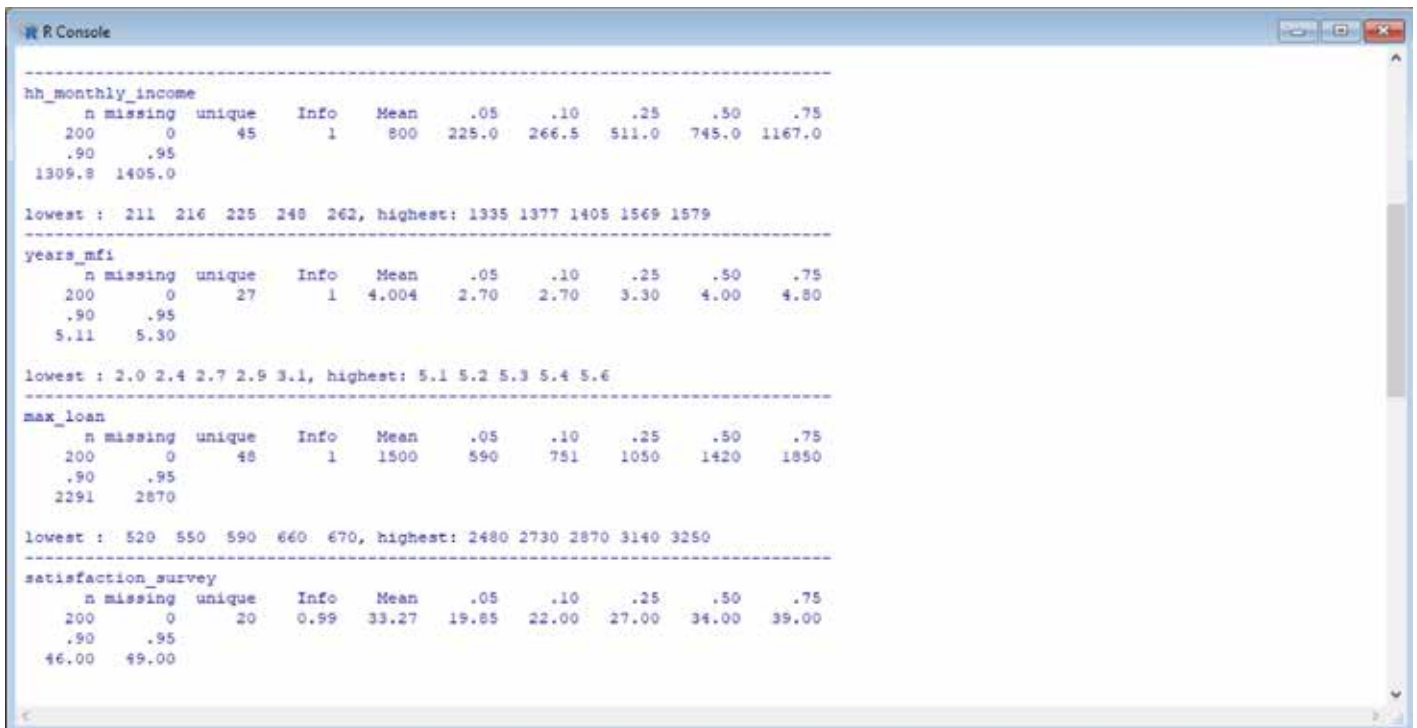 R Console
--------------------------------------------------------------------------------
hh_monthly_income
n missing unique Info Mean .05 .10 .25 .50 .75
200 0 45 1 800 225.0 266.5 511.0 745.0 1167.0
.90 .95
1309.8 1405.0
lowest : 211 216 225 248 262, highest: 1335 1377 1405 1569 1579
--------------------------------------------------------------------------------
years_mfi
n missing unique Info Mean .05 .10 .25 .50 .75
200 0 27 1 4.004 2.70 2.70 3.30 4.00 4.80
.90 .95
5.11 5.30
lowest : 2.0 2.4 2.7 2.9 3.1, highest: 5.1 5.2 5.3 5.4 5.6
--------------------------------------------------------------------------------
max_loan
n missing unique Info Mean .05 .10 .25 .50 .75
200 0 48 1 1500 590 751 1050 1420 1850
.90 .95
2291 2870
lowest : 520 550 590 660 670, highest: 2480 2730 2870 3140 3250
--------------------------------------------------------------------------------
satisfaction_survey
n missing unique Info Mean .05 .10 .25 .50 .75
200 0 20 0.99 33.27 19.85 22.00 27.00 34.00 39.00
.90 .95
46.00 49.00